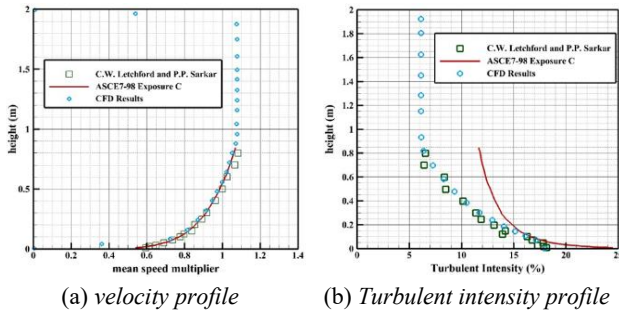 2
1.5
1
0.5
0
0 0.2 0.4 0.6 0.8 1 1.2 1.4
height (m)
mean speed multiplier
C.W. Letchford and P.P. Sarkar
ASCE7-98 Exposure C
CFD Results
2
1.8
1.6
1.4
1.2
1
0.8
0.6
0.4
0.2
0
5 10 15 20 25
height (m)
Turbulent Intensity (%)
C.W. Letchford and P.P. Sarkar
ASCE7-98 Exposure C
CFD Results
(a) velocity profile
(b) Turbulent intensity profile